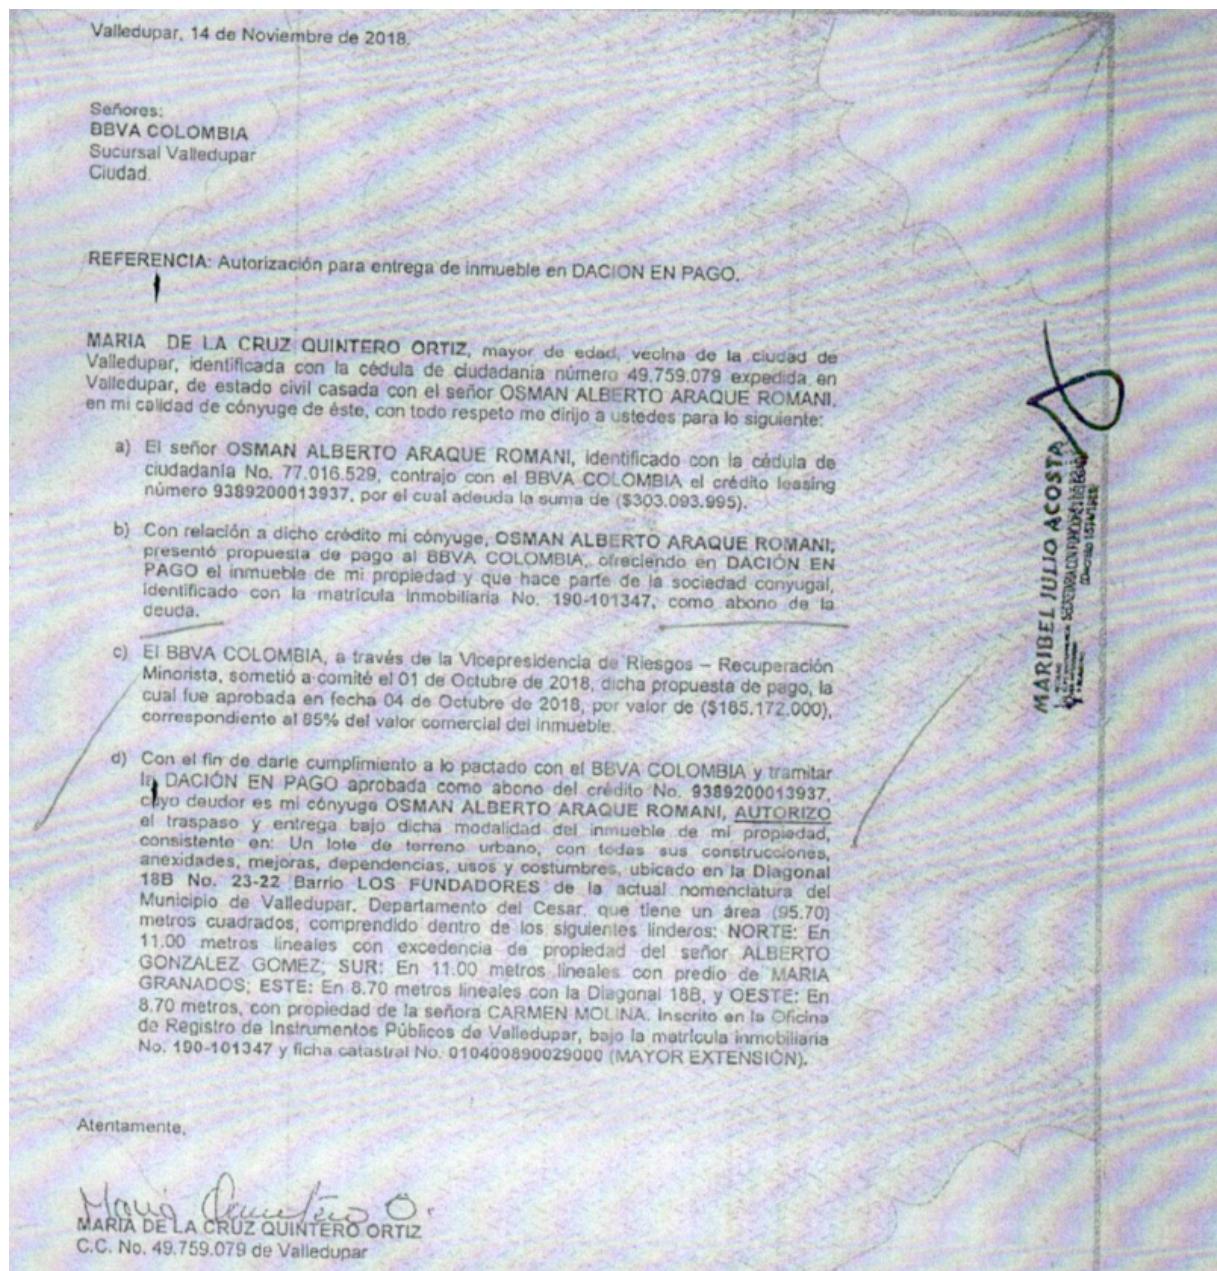 Valledupar, 14 de Noviembre de 2018.
Señores:
BBVA COLOMBIA
Sucursal Valledupar
Ciudad.
REFERENCIA: Autorización para entrega de inmueble en DACION EN PAGO.
MARIA DE LA CRUZ QUINTERO ORTIZ, mayor de edad, vecina de la ciudad de
Valledupar, identificada con la cédula de ciudadanía número 49.759.079 expedida en
Valledupar, de estado civil casada con el señor OSMAN ALBERTO ARAQUE ROMANI,
en mi calidad de cónyuge de éste, con todo respeto me dirijo a ustedes para lo siguiente:
a) El señor OSMAN ALBERTO ARAQUE ROMANI, identificado con la cédula de
ciudadanía No. 77.016.529, contrajo con el BBVA COLOMBIA el crédito leasing
número 9389200013937, por el cual adeuda la suma de ($303.093.995).
b) Con relación a dicho crédito mi cónyuge, OSMAN ALBERTO ARAQUE ROMANI,
presentó propuesta de pago al BBVA COLOMBIA, ofreciendo en DACIÓN EN
PAGO el inmueble de mi propiedad y que hace parte de la sociedad conyugal,
identificado con la matrícula inmobiliaria No. 190-101347, como abono de la
deuda.
c) El BBVA COLOMBIA, a través de la Vicepresidencia de Riesgos – Recuperación
Minorista, sometió a comité el 01 de Octubre de 2018, dicha propuesta de pago, la
cual fue aprobada en fecha 04 de Octubre de 2018, por valor de ($185.172.000),
correspondiente al 85% del valor comercial del inmueble.
d) Con el fin de darle cumplimiento a lo pactado con el BBVA COLOMBIA y tramitar
la DACIÓN EN PAGO aprobada como abono del crédito No. 9389200013937,
cuyo deudor es mi cónyuge OSMAN ALBERTO ARAQUE ROMANI, AUTORIZO
el traspaso y entrega bajo dicha modalidad del inmueble de mi propiedad,
consistente en: Un lote de terreno urbano, con todas sus construcciones,
anexidades, mejoras, dependencias, usos y costumbres, ubicado en la Diagonal
18B No. 23-22 Barrio LOS FUNDADORES de la actual nomenclatura del
Municipio de Valledupar, Departamento del Cesar, que tiene un área (95.70)
metros cuadrados, comprendido dentro de los siguientes linderos: NORTE: En
11.00 metros lineales con excedencia de propiedad del señor ALBERTO
GONZALEZ GOMEZ; SUR: En 11.00 metros lineales con predio de MARIA
GRANADOS; ESTE: En 8.70 metros lineales con la Diagonal 18B, y OESTE: En
8.70 metros, con propiedad de la señora CARMEN MOLINA. Inscrito en la Oficina
de Registro de Instrumentos Públicos de Valledupar, bajo la matrícula inmobiliaria
No. 190-101347 y ficha catastral No. 010400890029000 (MAYOR EXTENSIÓN).
MARIBEL JULIO ACOSTA
Atentamente,
Maria Quintero O.
MARIA DE LA CRUZ QUINTERO ORTIZ
C.C. No. 49.759.079 de Valledupar